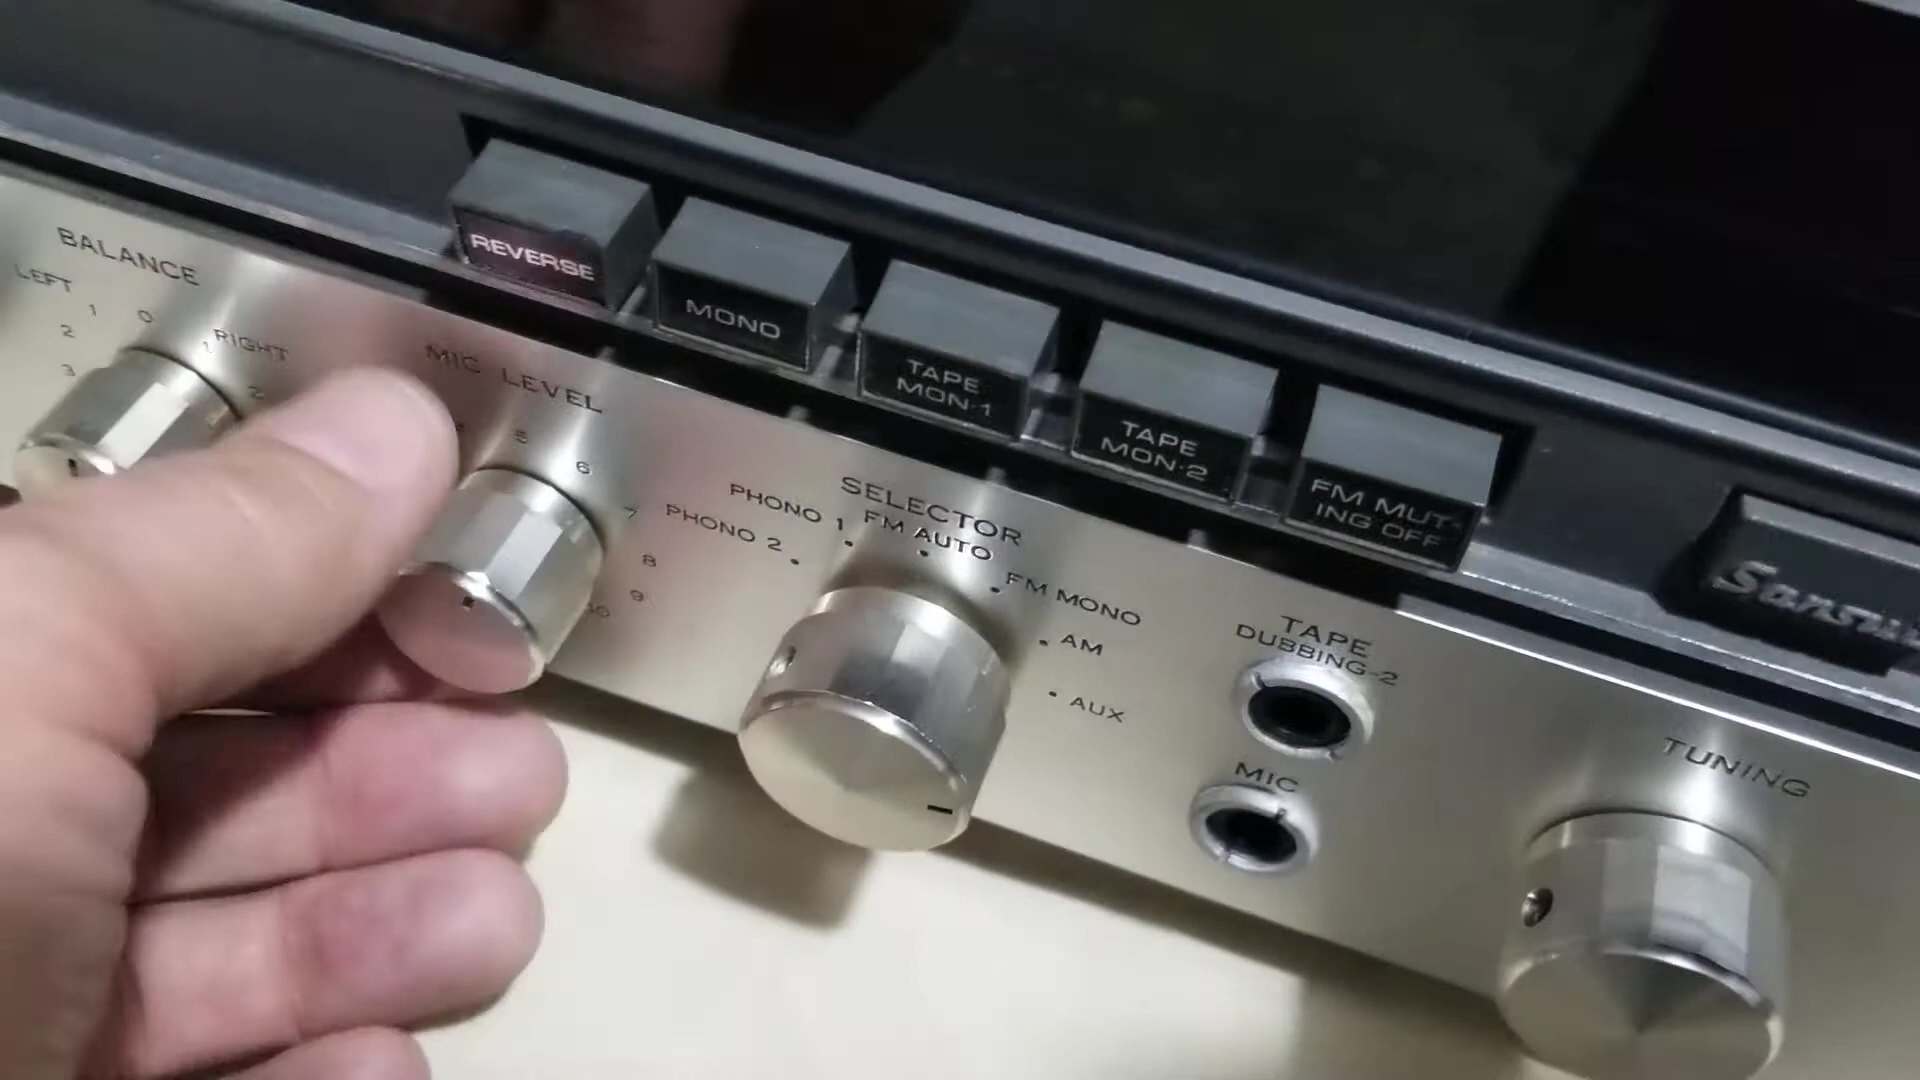 REVERSE
MONO
TAPE
MON·1
TAPE
MON·2
FM MUT-
ING OFF
BALANCE
LEFT
RIGHT
3
2
1
0
1
2
MIC LEVEL
5
6
7
8
9
10
SELECTOR
PHONO 2
PHONO 1
FM AUTO
FM MONO
AM
AUX
TAPE
DUBBING-2
MIC
TUNING